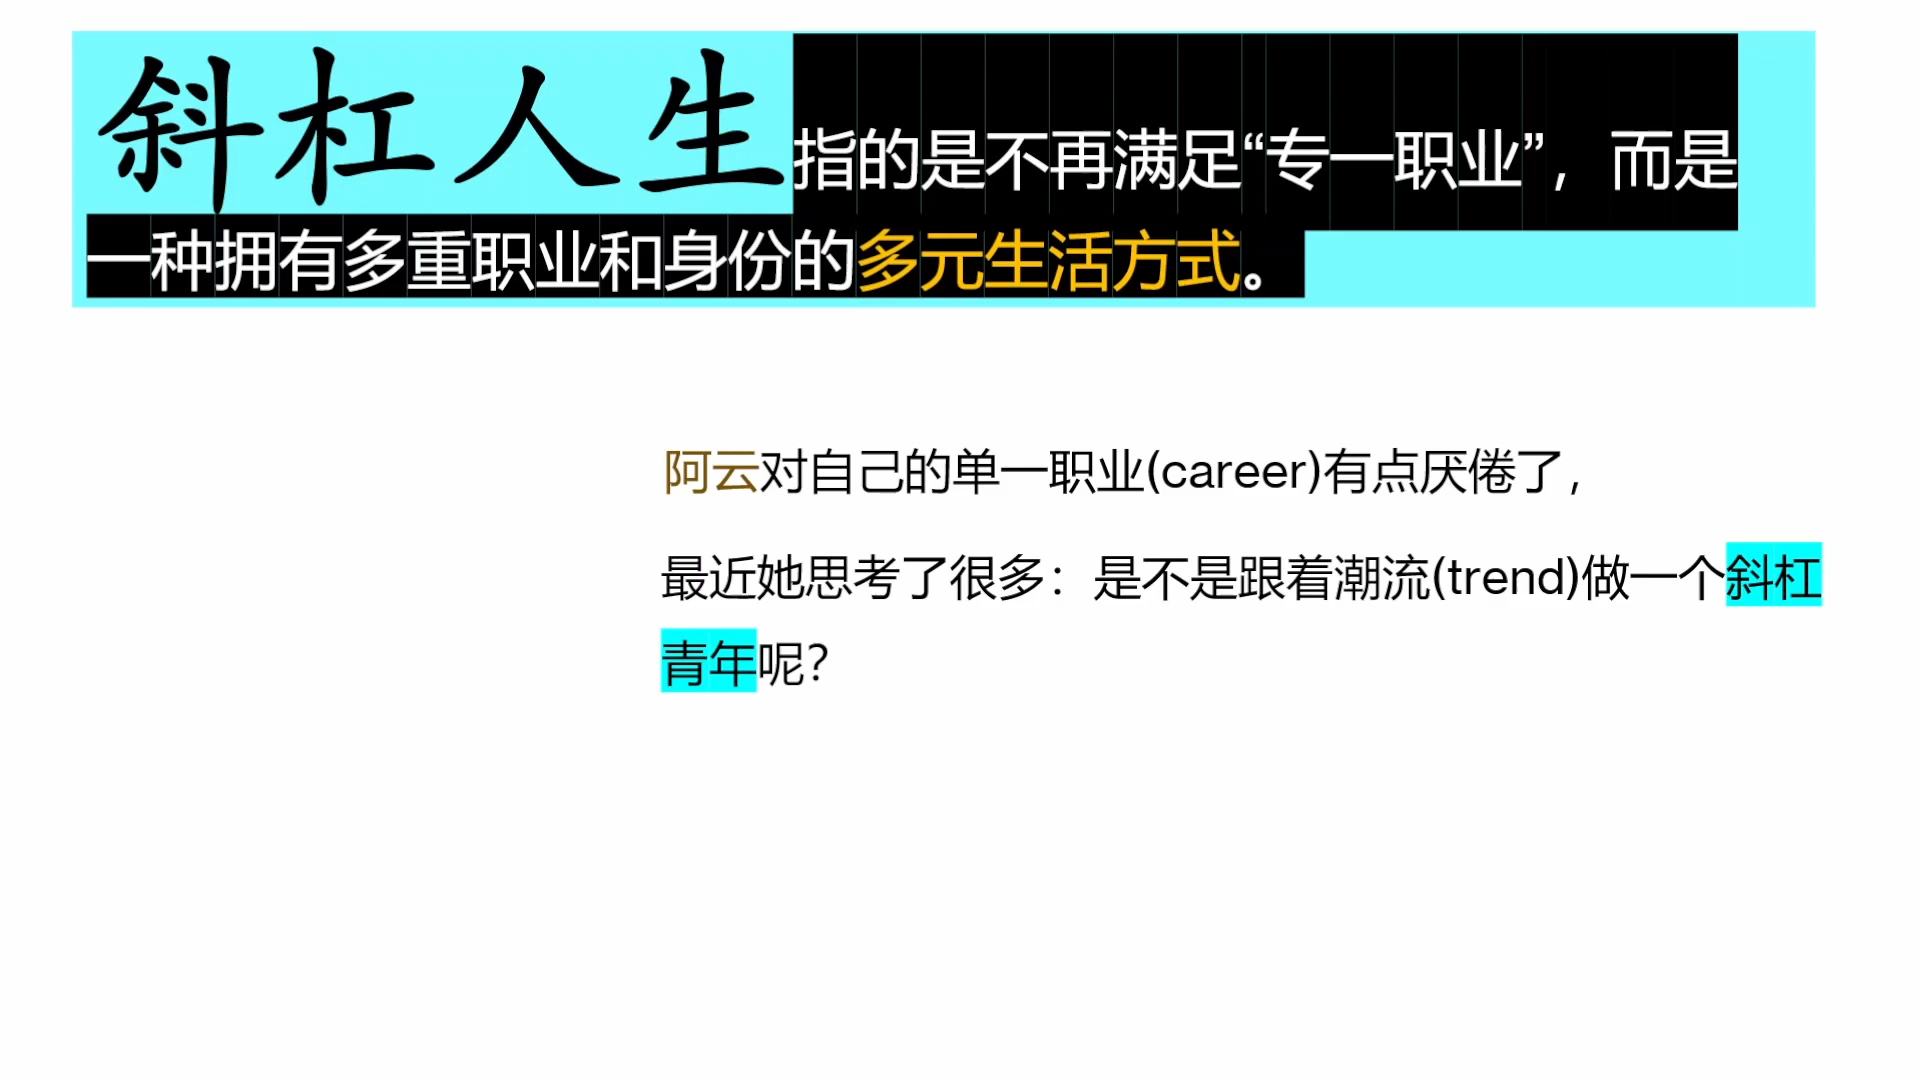 斜杠人生指的是不再满足“专一职业”，而是
一种拥有多重职业和身份的多元生活方式。
阿云对自己的单一职业(career)有点厌倦了，
最近她思考了很多：是不是跟着潮流(trend)做一个斜杠
青年呢？